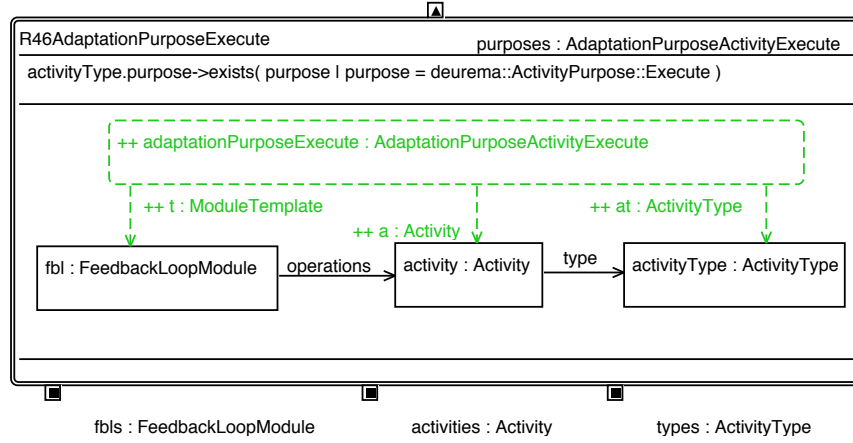 R46AdaptationPurposeExecute
purposes : AdaptationPurposeActivityExecute
activityType.purpose->exists( purpose I purpose = deurema::ActivityPurpose::Execute )
++ adaptationPurposeExecute : AdaptationPurposeActivityExecute
++ t : ModuleTemplate
++ at : ActivityType
++ a : Activity
fbl : FeedbackLoopModule
operations
activity : Activity
type
activityType : ActivityType
fbls : FeedbackLoopModule
activities : Activity
types : ActivityType